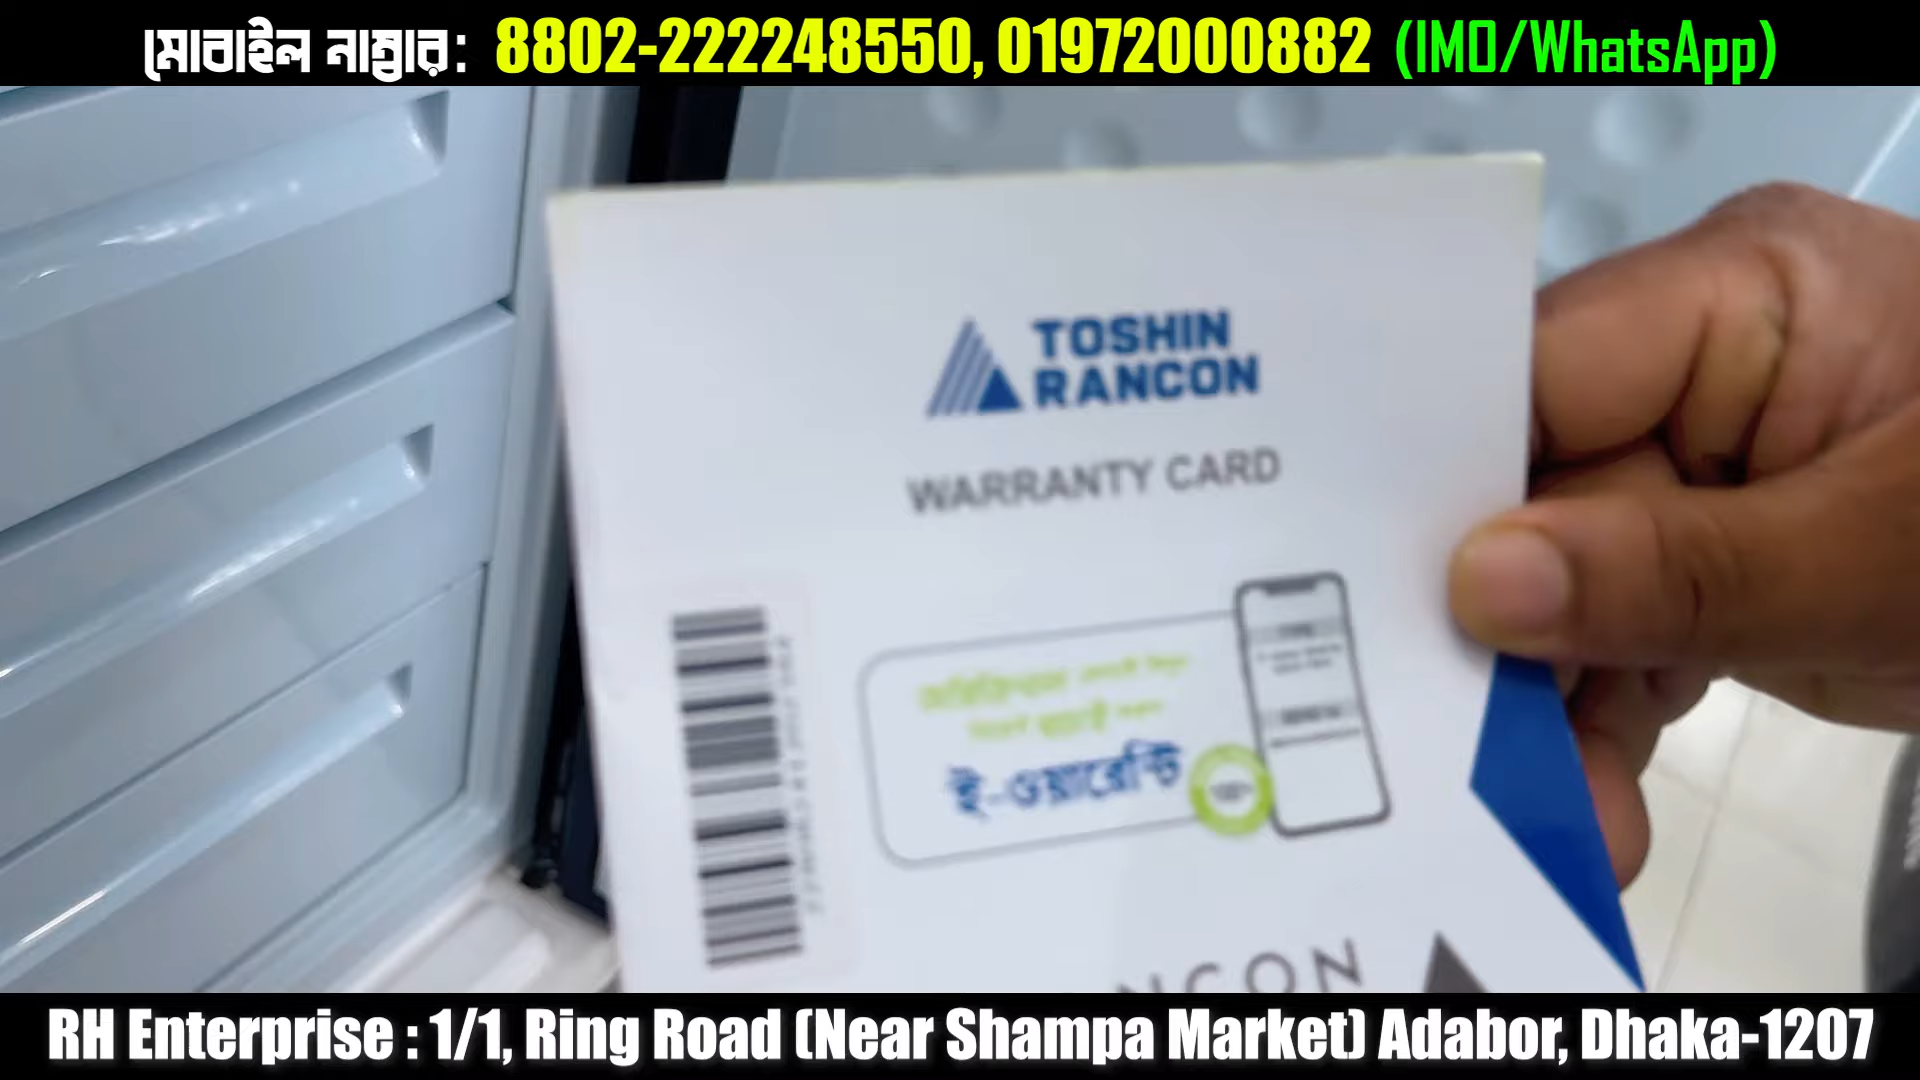 মোবাইল নাম্বার: 8802-222248550, 01972000882 (IMO/WhatsApp)
TOSHIN
RANCON
WARRANTY CARD
ই-ওয়ারেন্টি
RH Enterprise : 1/1, Ring Road (Near Shampa Market) Adabor, Dhaka-1207